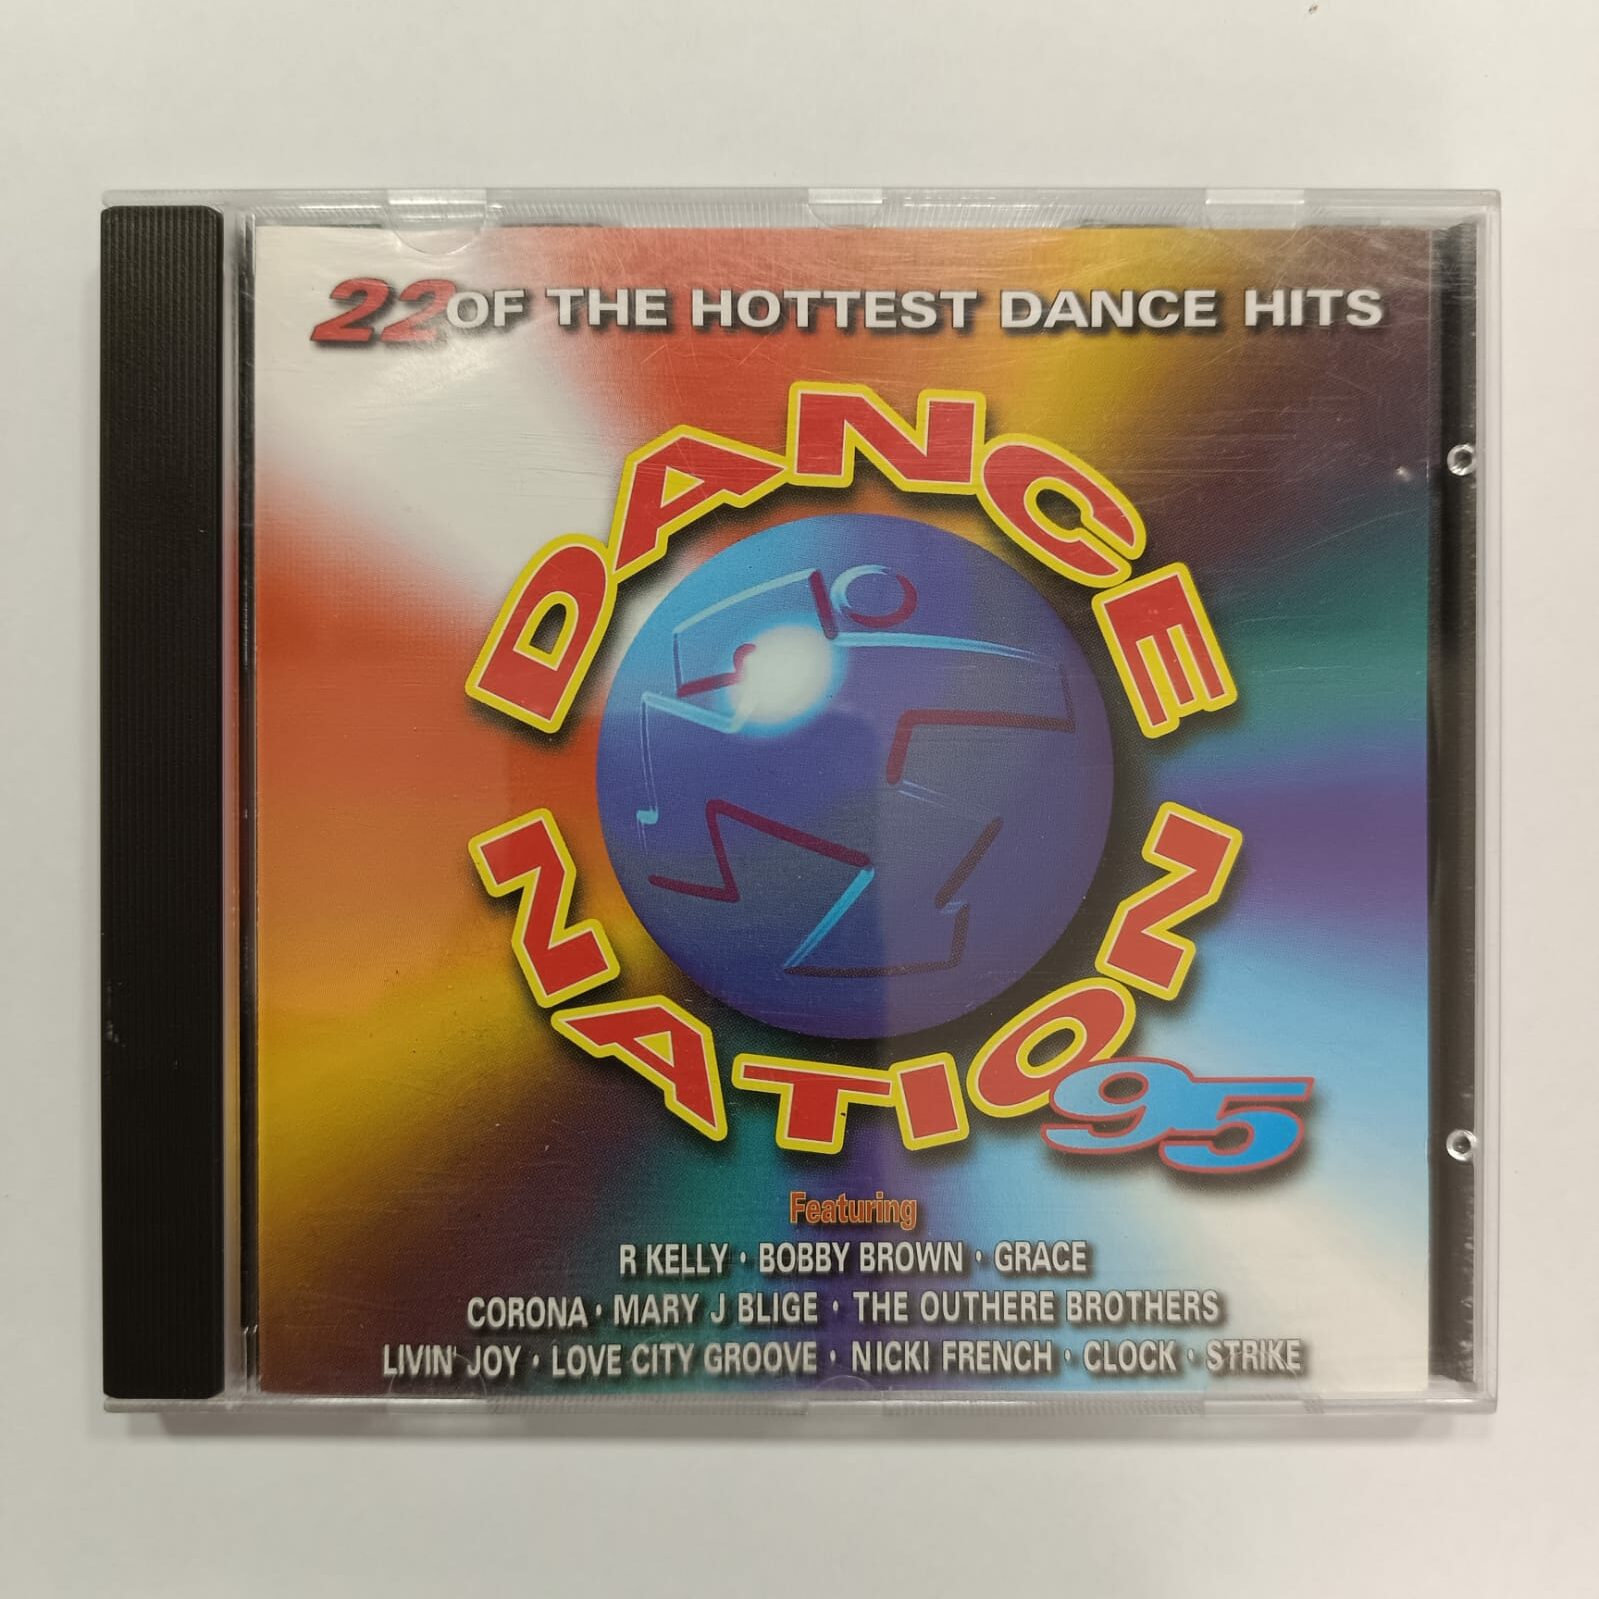 22 OF THE HOTTEST DANCE HITS
DANCE
NATION
95
Featuring
R KELLY · BOBBY BROWN · GRACE
CORONA · MARY J BLIGE · THE OUTHERE BROTHERS
LIVIN' JOY · LOVE CITY GROOVE · NICKI FRENCH · CLOCK · STRIKE